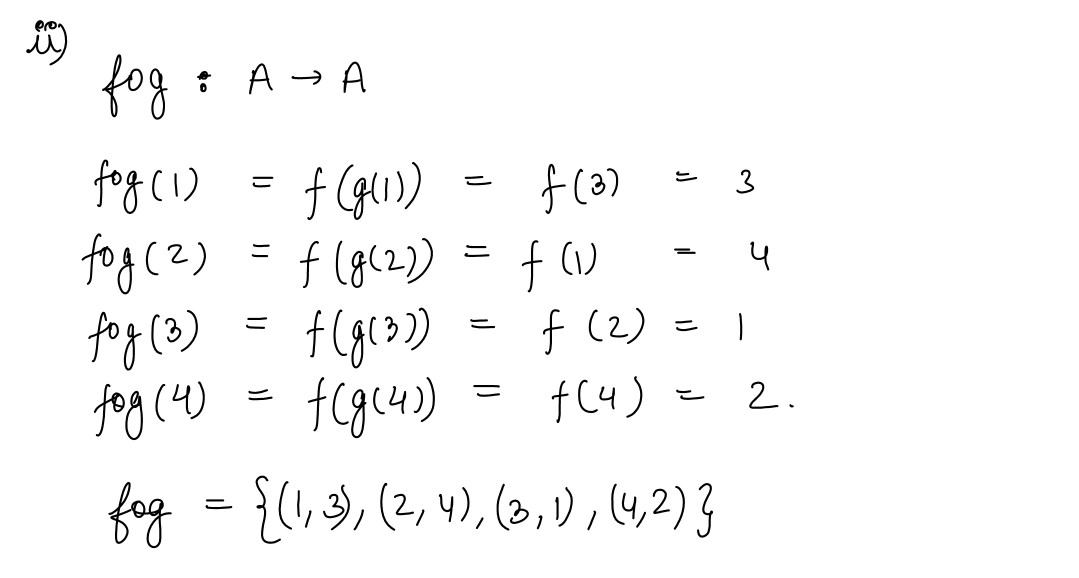 ii)
fog : A → A
fog(1) = f(g(1)) = f(3) = 3
fog(2) = f(g(2)) = f(1) = 4
fog(3) = f(g(3)) = f(2) = 1
fog(4) = f(g(4)) = f(4) = 2.
fog = {(1,3), (2,4), (3,1), (4,2)}